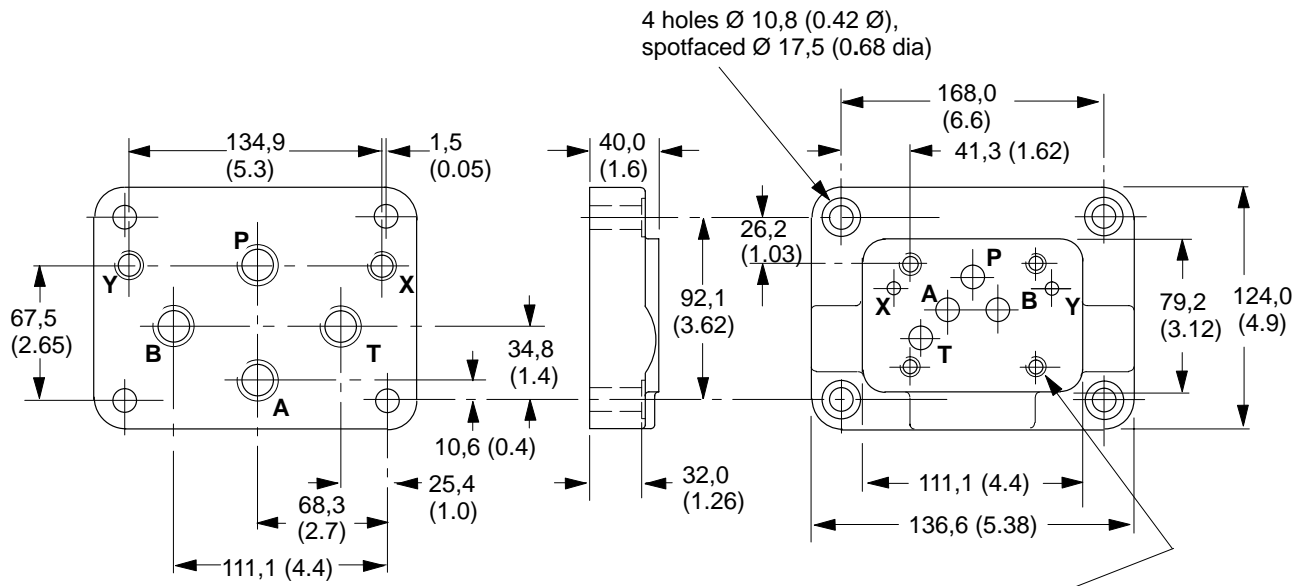 4 holes Ø 10,8 (0.42 Ø),
spotfaced Ø 17,5 (0.68 dia)
134,9
(5.3)
1,5
(0.05)
P
Y
X
B
T
A
67,5
(2.65)
34,8
(1.4)
10,6 (0.4)
25,4
(1.0)
68,3
(2.7)
111,1 (4.4)
40,0
(1.6)
92,1
(3.62)
32,0
(1.26)
168,0
(6.6)
41,3 (1.62)
26,2
(1.03)
P
X
A
B
Y
T
79,2
(3.12)
124,0
(4.9)
111,1 (4.4)
136,6 (5.38)